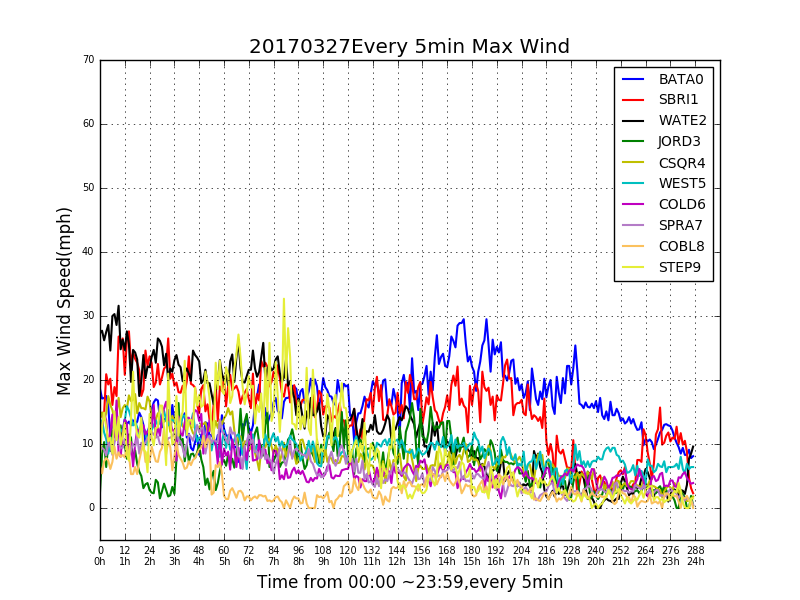 20170327Every 5min Max Wind
70
60
50
40
30
20
10
0
Max Wind Speed(mph)
BATA0
SBRI1
WATE2
JORD3
CSQR4
WEST5
COLD6
SPRA7
COBL8
STEP9
0 12 24 36 48 60 72 84 96 108 120 132 144 156 168 180 192 204 216 228 240 252 264 276 288
0h 1h 2h 3h 4h 5h 6h 7h 8h 9h 10h 11h 12h 13h 14h 15h 16h 17h 18h 19h 20h 21h 22h 23h 24h
Time from 00:00 ~23:59,every 5min